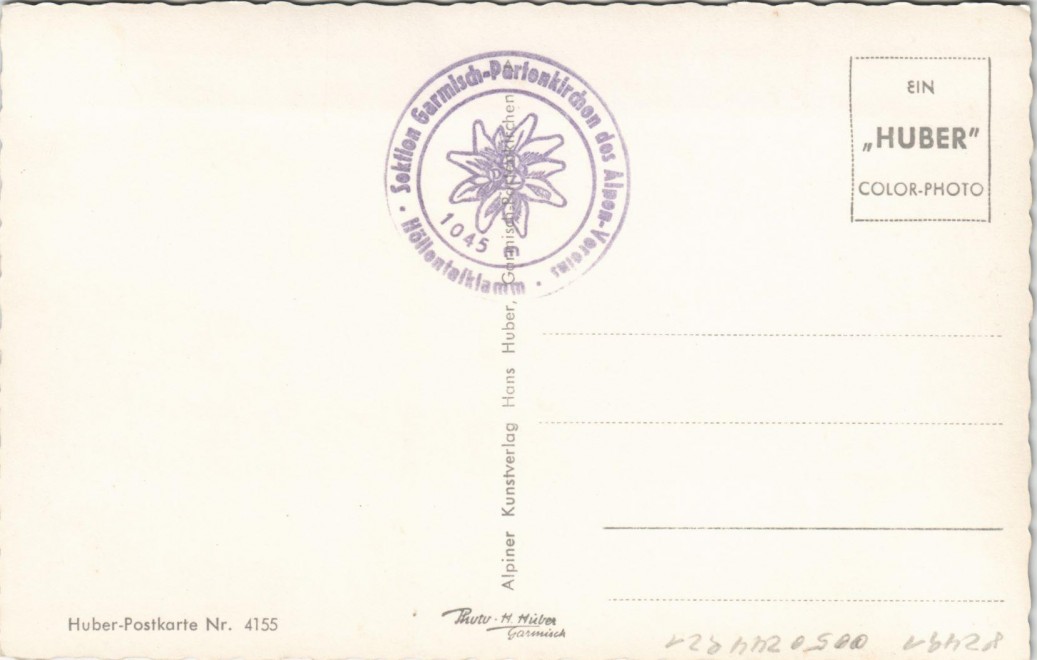 Sektion Garmisch-Partenkirchen des Alpen-Vereins
· Höllentalklamm ·
1045 m
EIN
„HUBER"
COLOR-PHOTO
Alpiner Kunstverlag Hans Huber, Garmisch-Partenkirchen
Huber-Postkarte Nr. 4155
Photo · H. Huber
Garmisch